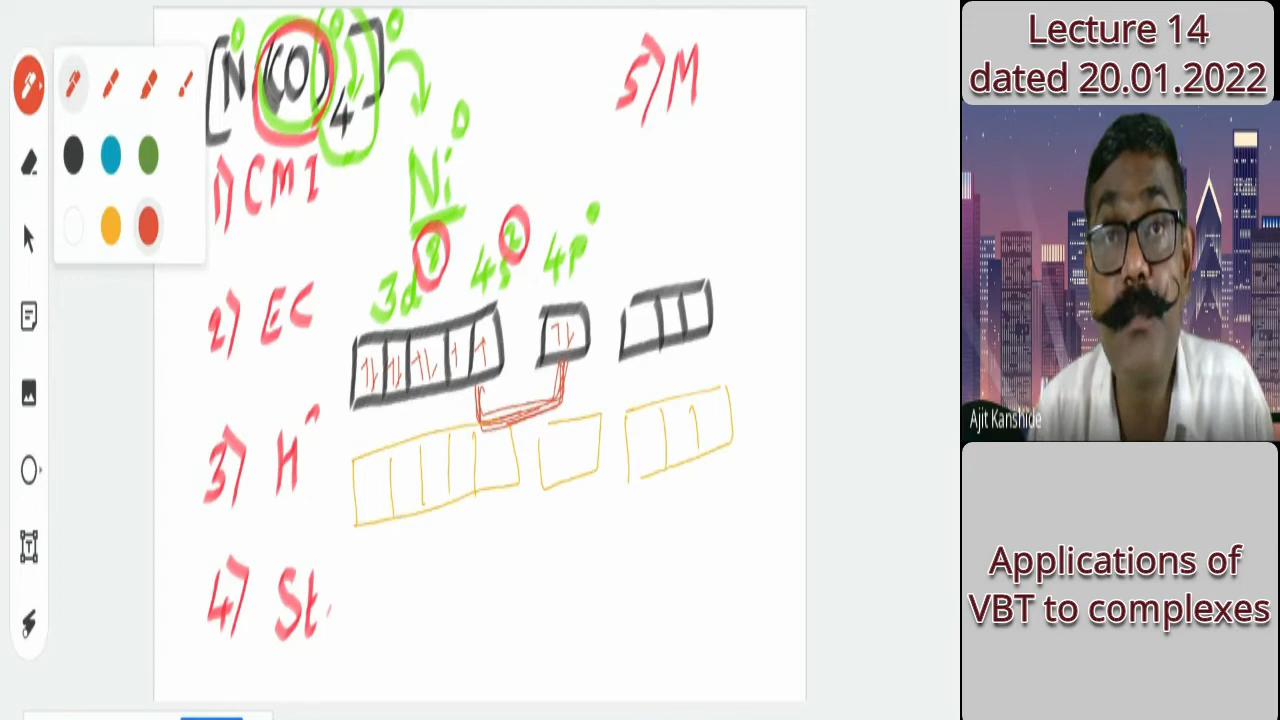 [Ni(CO)4]⁰
1) CMI
Ni⁰
3d⁸ 4s² 4p⁰
2) EC
3) H^
4) St.
5) M
Lecture 14
dated 20.01.2022
Ajit Kanshide
Applications of
VBT to complexes